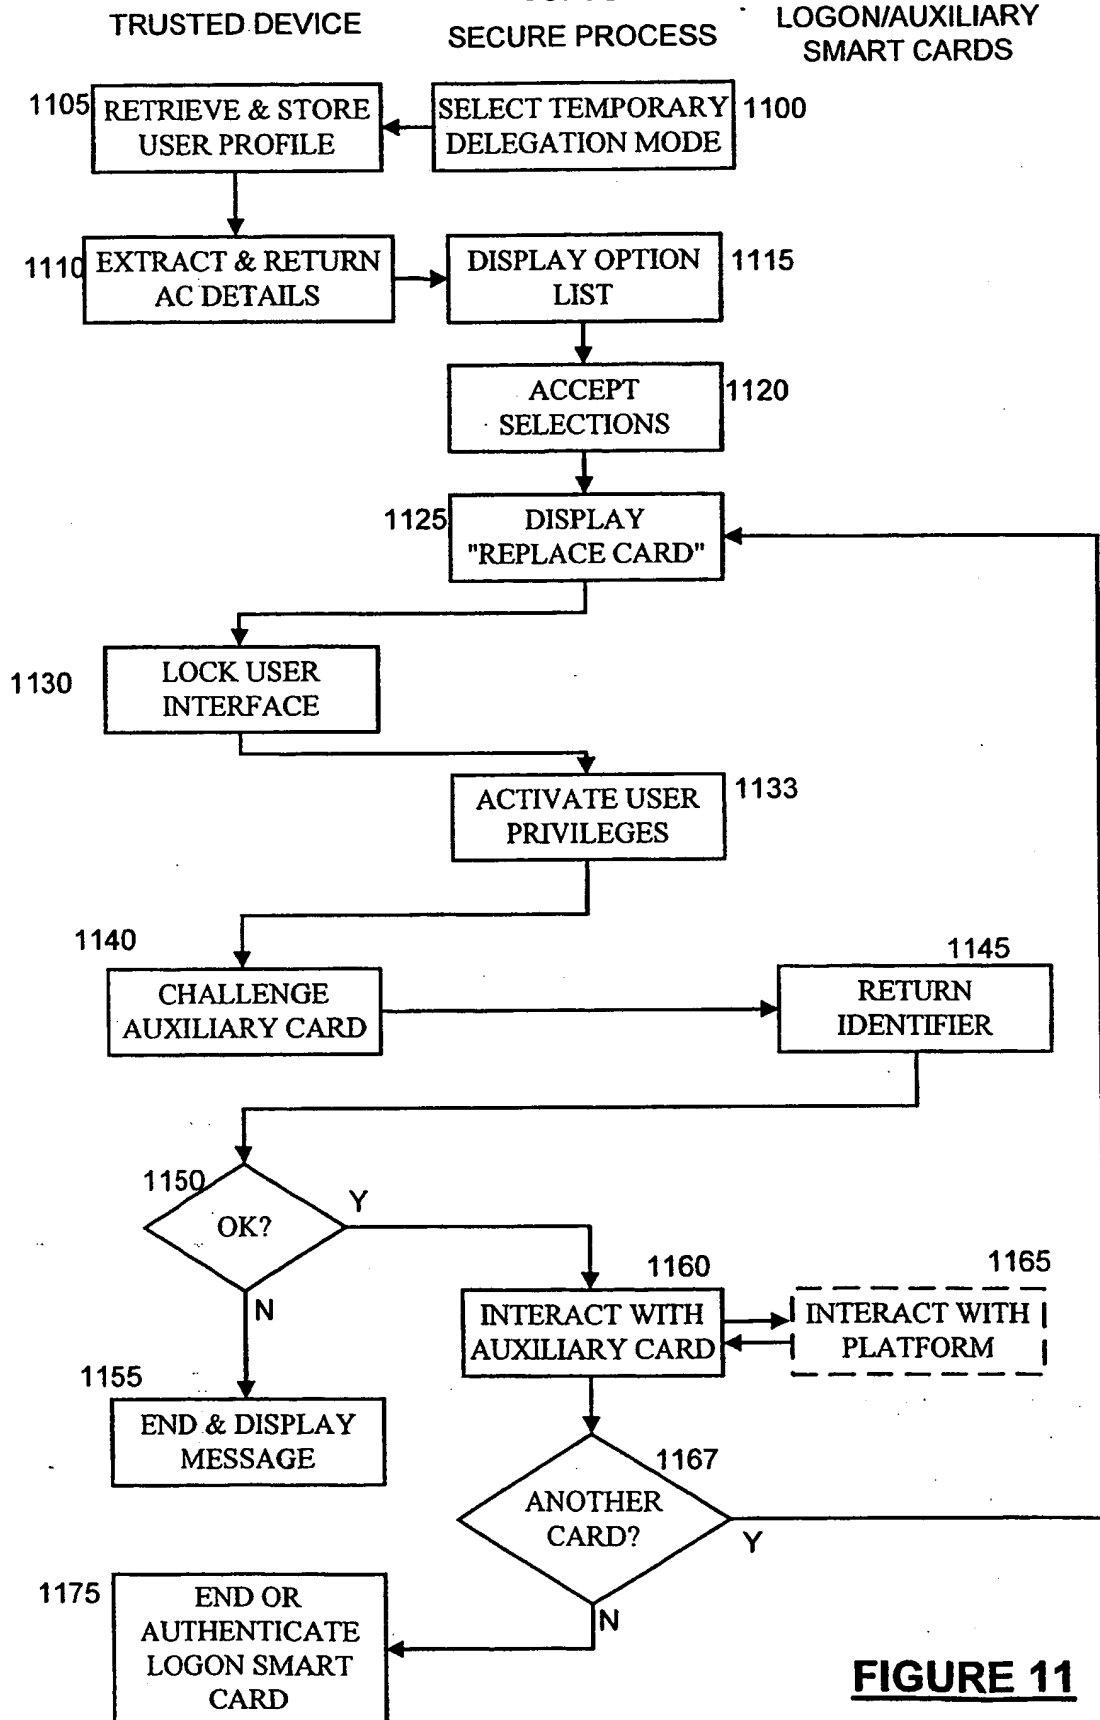 TRUSTED DEVICE
SECURE PROCESS
LOGON/AUXILIARY
SMART CARDS
1105
RETRIEVE & STORE
USER PROFILE
SELECT TEMPORARY
DELEGATION MODE
1100
1110
EXTRACT & RETURN
AC DETAILS
DISPLAY OPTION
LIST
1115
ACCEPT
SELECTIONS
1120
1125
DISPLAY
"REPLACE CARD"
1130
LOCK USER
INTERFACE
ACTIVATE USER
PRIVILEGES
1133
1140
CHALLENGE
AUXILIARY CARD
1145
RETURN
IDENTIFIER
1150
OK?
Y
N
1155
END & DISPLAY
MESSAGE
1160
INTERACT WITH
AUXILIARY CARD
1165
INTERACT WITH
PLATFORM
1167
ANOTHER
CARD?
Y
N
1175
END OR
AUTHENTICATE
LOGON SMART
CARD
FIGURE 11